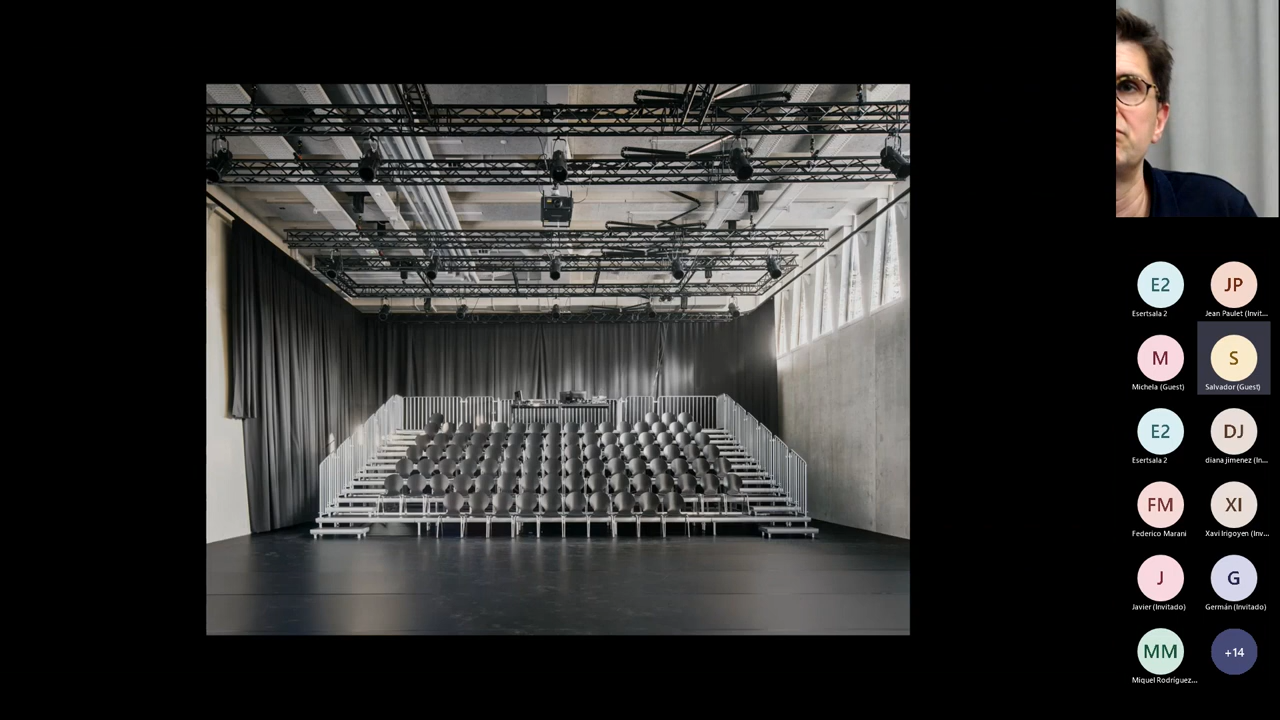 E2
JP
Esertsala 2
Jean Paulet (Invit...
M
S
Michela (Guest)
Salvador (Guest)
E2
DJ
Esertsala 2
diana jimenez (In...
FM
XI
Federico Marani
Xavi Irigoyen (Inv...
J
G
Javier (Invitado)
Germán (Invitado)
MM
+14
Miquel Rodríguez...